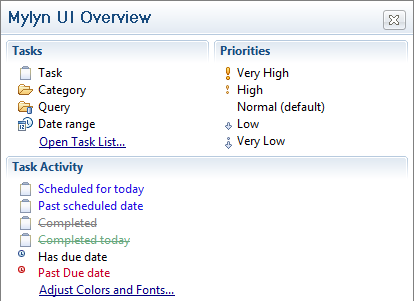 Mylyn UI Overview
Tasks
Task
Category
Query
Date range
Open Task List...
Priorities
Very High
High
Normal (default)
Low
Very Low
Task Activity
Scheduled for today
Past scheduled date
Completed
Completed today
Has due date
Past Due date
Adjust Colors and Fonts...